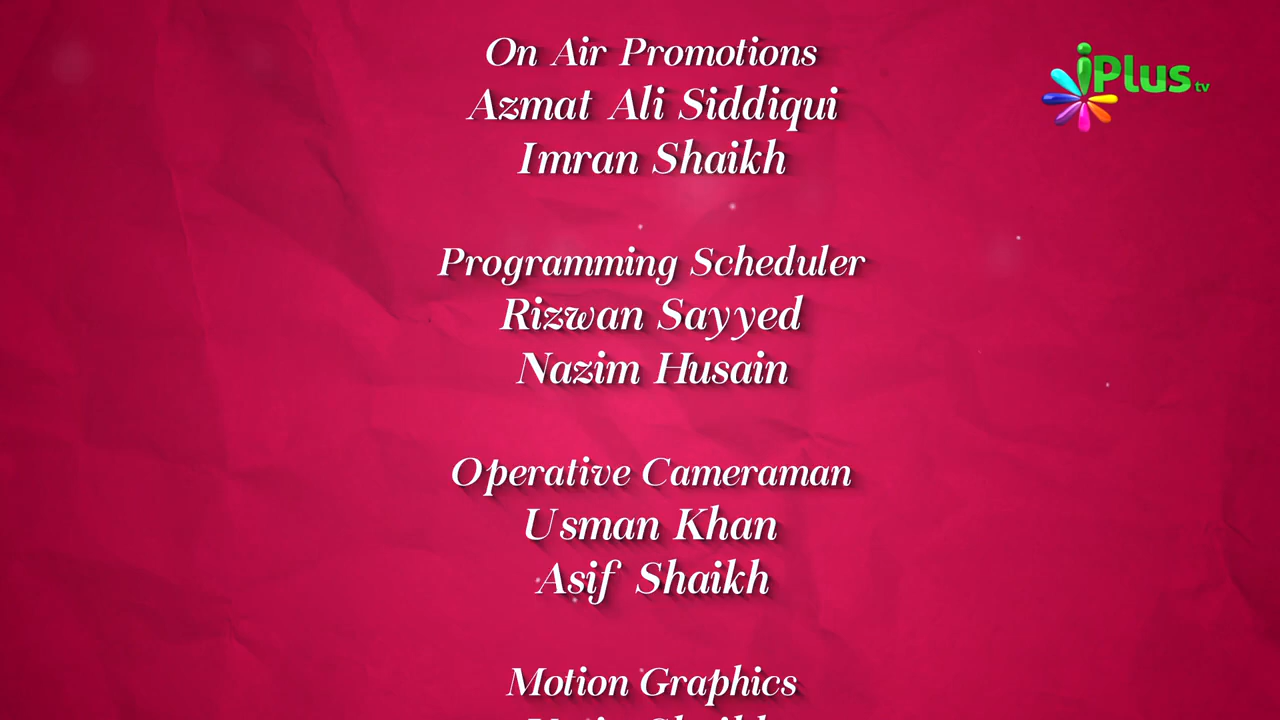 On Air Promotions
Azmat Ali Siddiqui
Imran Shaikh
iPlus tv
Programming Scheduler
Rizwan Sayyed
Nazim Husain
Operative Cameraman
Usman Khan
Asif Shaikh
Motion Graphics